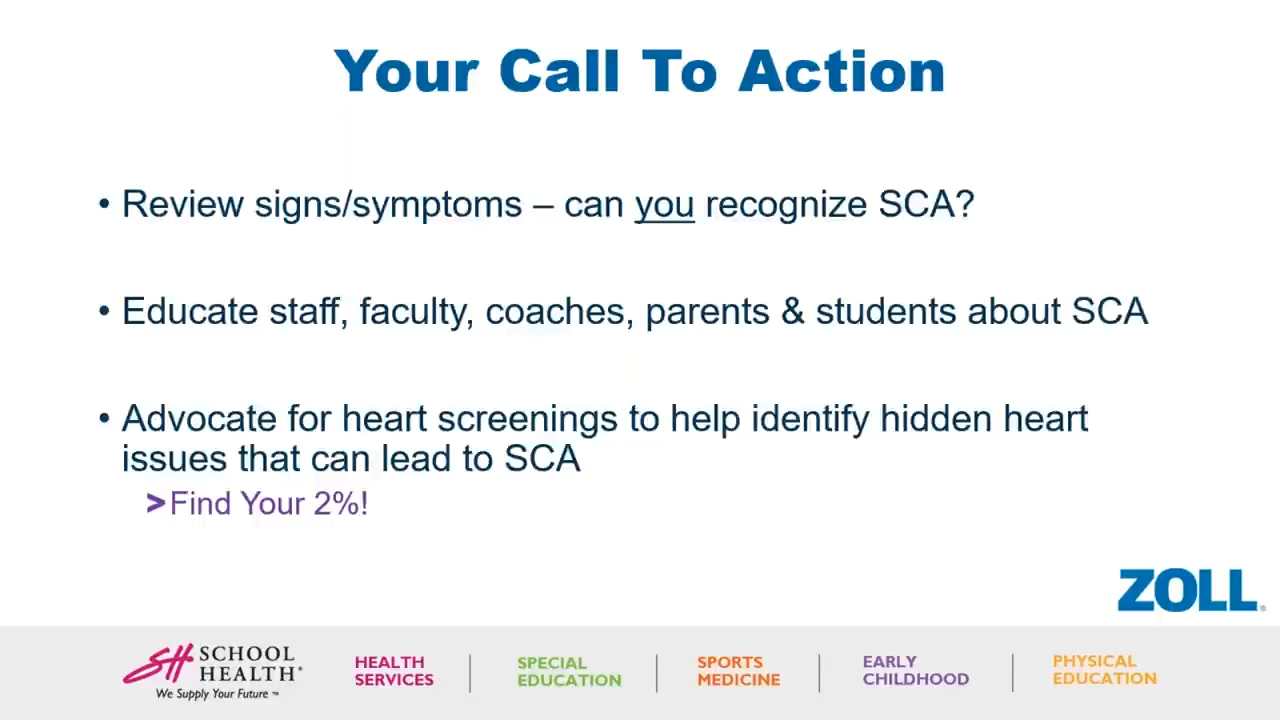 Your Call To Action
• Review signs/symptoms – can you recognize SCA?
• Educate staff, faculty, coaches, parents & students about SCA
• Advocate for heart screenings to help identify hidden heart
issues that can lead to SCA
>Find Your 2%!
ZOLL®
SH SCHOOL HEALTH®
We Supply Your Future ™
HEALTH SERVICES
SPECIAL EDUCATION
SPORTS MEDICINE
EARLY CHILDHOOD
PHYSICAL EDUCATION